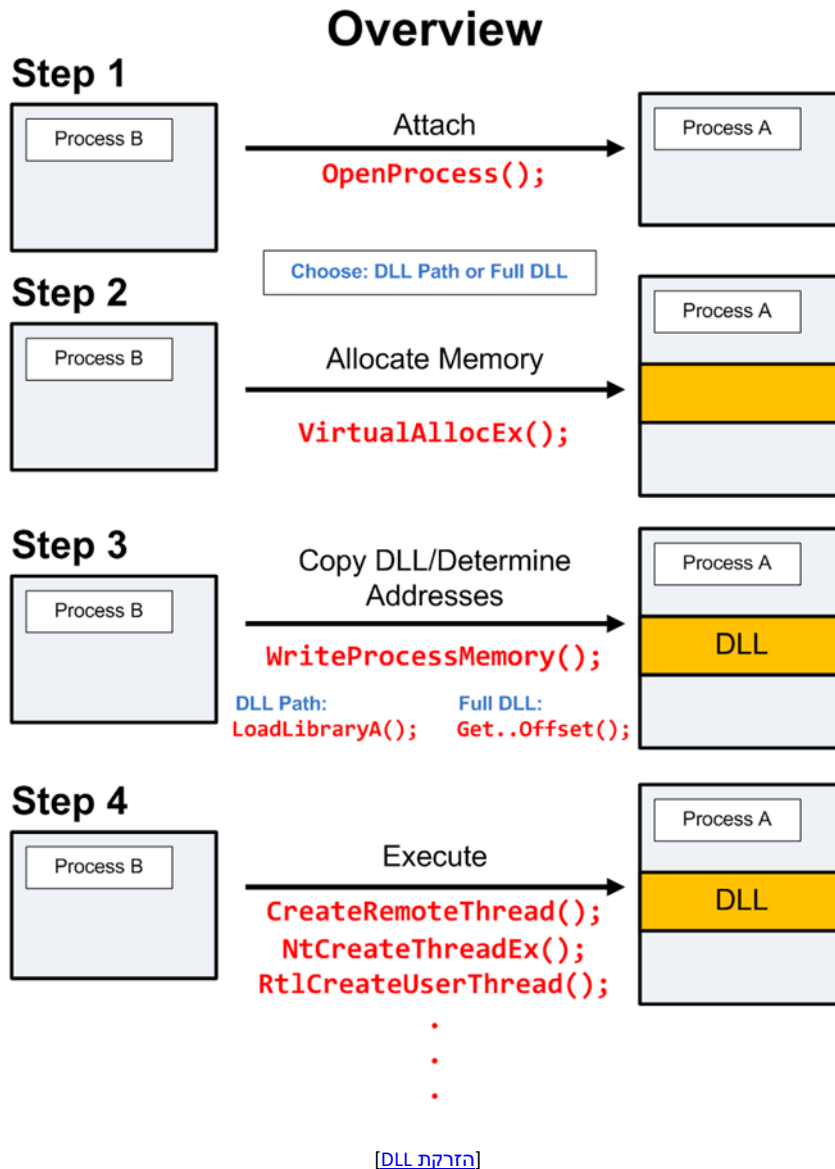 Overview
Step 1
Process B
Attach
OpenProcess();
Process A
Choose: DLL Path or Full DLL
Step 2
Process B
Allocate Memory
VirtualAllocEx();
Process A
Step 3
Process B
Copy DLL/Determine
Addresses
WriteProcessMemory();
DLL Path:
LoadLibraryA();
Full DLL:
Get..Offset();
Process A
DLL
Step 4
Process B
Execute
CreateRemoteThread();
NtCreateThreadEx();
RtlCreateUserThread();
.
.
.
Process A
DLL
[הזרקת DLL]